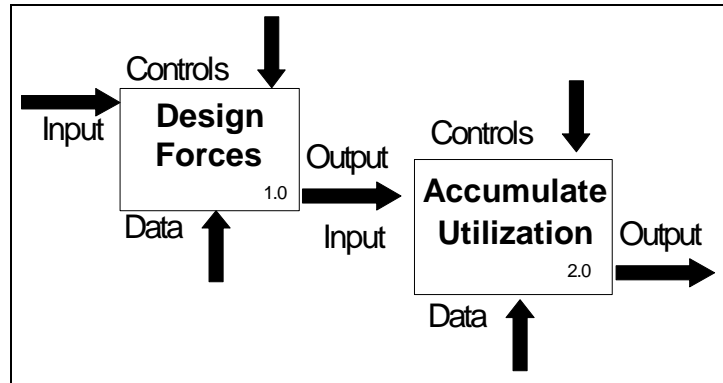 Controls
Input
Design
Forces
1.0
Data
Output
Input
Controls
Accumulate
Utilization
2.0
Data
Output